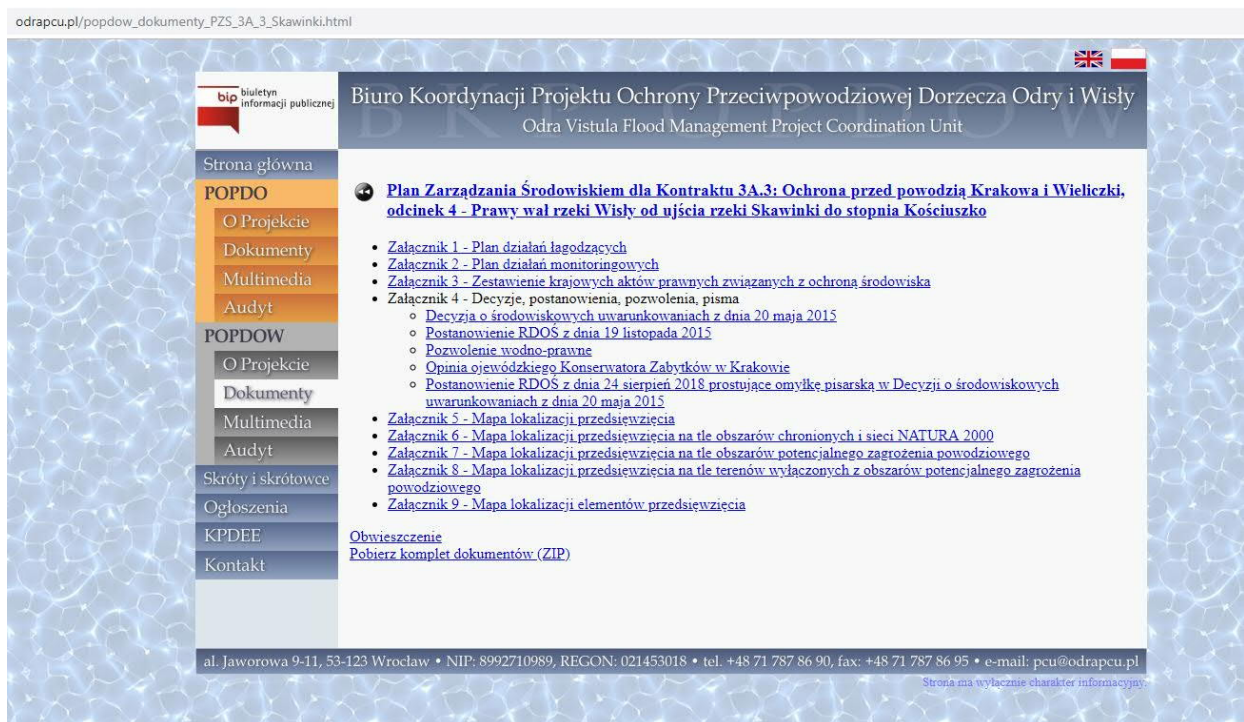 odrapcu.pl/popdow_dokumenty_PZS_3A_3_Skawinki.html
bip biuletyn
informacji publicznej
Biuro Koordynacji Projektu Ochrony Przeciwpowodziowej Dorzecza Odry i Wisły
Odra Vistula Flood Management Project Coordination Unit
Strona główna
POPDO
O Projekcie
Dokumenty
Multimedia
Audyt
POPDOW
O Projekcie
Dokumenty
Multimedia
Audyt
Skróty i skrótowce
Ogłoszenia
KPDEE
Kontakt
Plan Zarządzania Środowiskiem dla Kontraktu 3A.3: Ochrona przed powodzią Krakowa i Wieliczki,
odcinek 4 - Prawy wał rzeki Wisły od ujścia rzeki Skawinki do stopnia Kościuszko
• Załącznik 1 - Plan działań łagodzących
• Załącznik 2 - Plan działań monitoringowych
• Załącznik 3 - Zestawienie krajowych aktów prawnych związanych z ochroną środowiska
• Załącznik 4 - Decyzje, postanowienia, pozwolenia, pisma
○ Decyzja o środowiskowych uwarunkowaniach z dnia 20 maja 2015
○ Postanowienie RDOŚ z dnia 19 listopada 2015
○ Pozwolenie wodno-prawne
○ Opinia ojewódzkiego Konserwatora Zabytków w Krakowie
○ Postanowienie RDOŚ z dnia 24 sierpień 2018 prostujące omyłkę pisarską w Decyzji o środowiskowych
uwarunkowaniach z dnia 20 maja 2015
• Załącznik 5 - Mapa lokalizacji przedsięwzięcia
• Załącznik 6 - Mapa lokalizacji przedsięwzięcia na tle obszarów chronionych i sieci NATURA 2000
• Załącznik 7 - Mapa lokalizacji przedsięwzięcia na tle obszarów potencjalnego zagrożenia powodziowego
• Załącznik 8 - Mapa lokalizacji przedsięwzięcia na tle terenów wyłączonych z obszarów potencjalnego zagrożenia
powodziowego
• Załącznik 9 - Mapa lokalizacji elementów przedsięwzięcia
Obwieszczenie
Pobierz komplet dokumentów (ZIP)
al. Jaworowa 9-11, 53-123 Wrocław • NIP: 8992710989, REGON: 021453018 • tel. +48 71 787 86 90, fax: +48 71 787 86 95 • e-mail: pcu@odrapcu.pl
Strona ma wyłącznie charakter informacyjny.